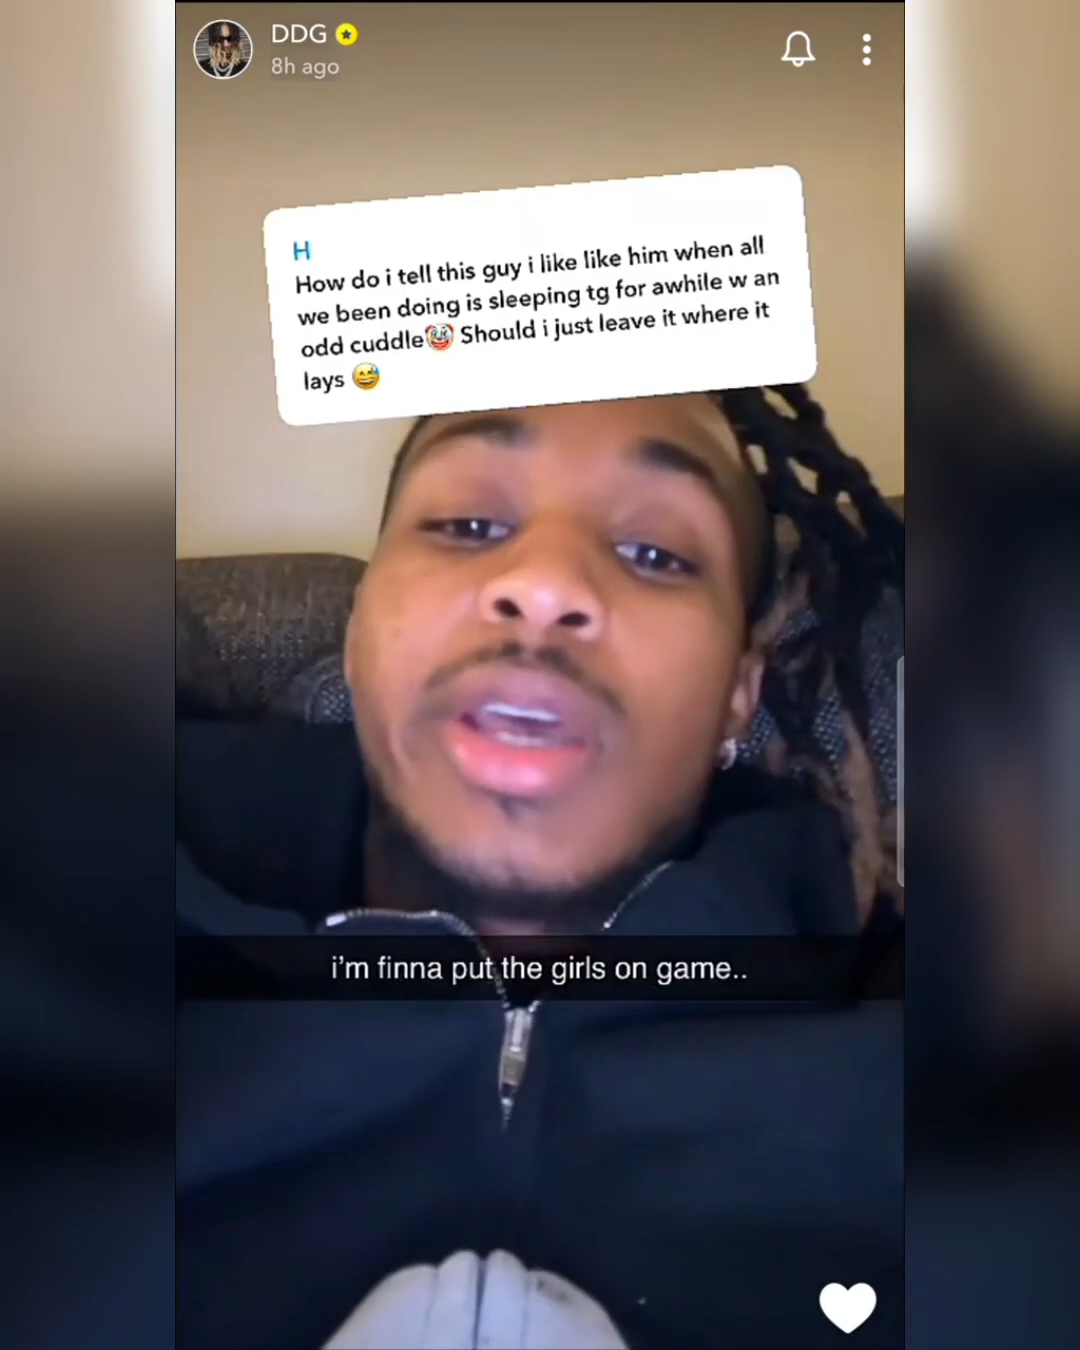 DDG
8h ago
H
How do i tell this guy i like like him when all
we been doing is sleeping tg for awhile w an
odd cuddle🤡 Should i just leave it where it
lays 😅
i'm finna put the girls on game..